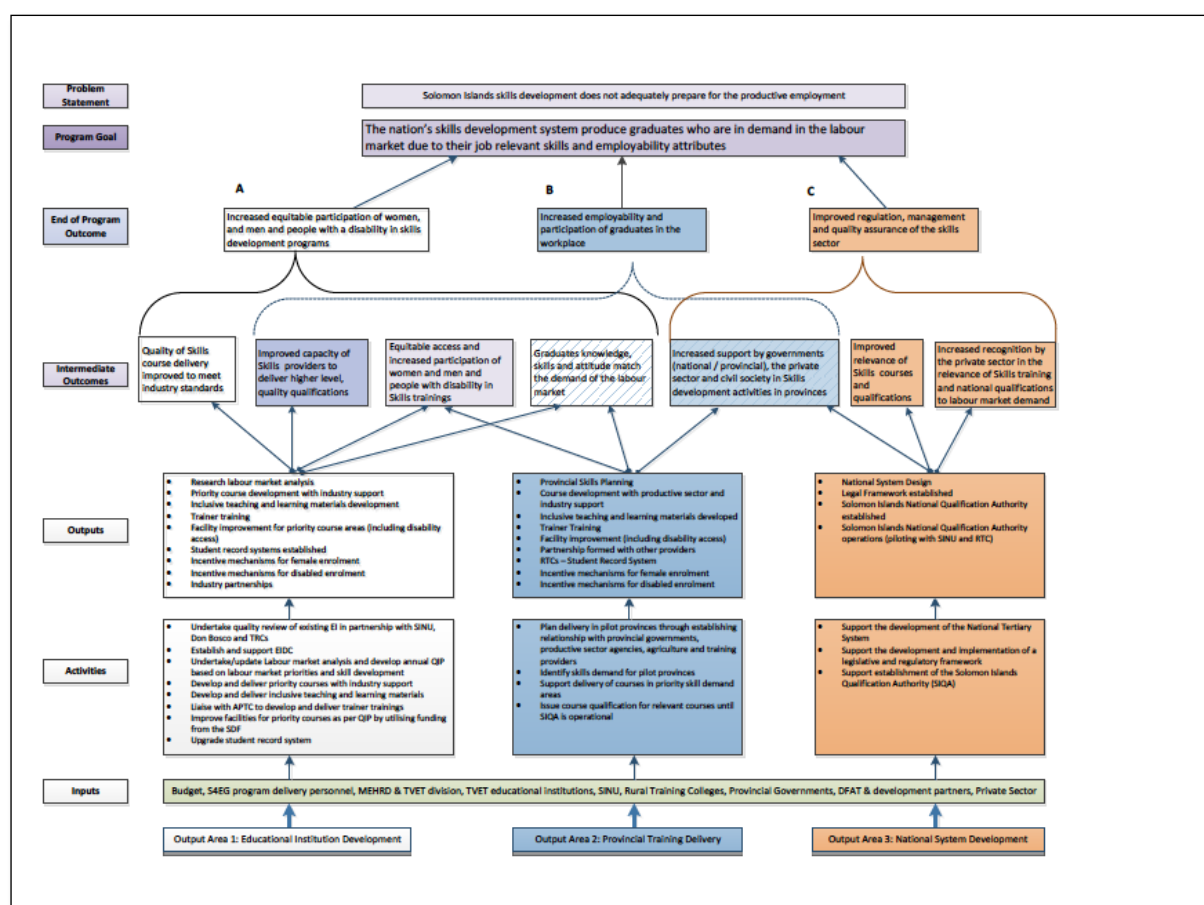 Problem
Statement
Solomon Islands skills development does not adequately prepare for the productive employment
Program Goal
The nation's skills development system produce graduates who are in demand in the labour
market due to their job relevant skills and employability attributes
A
B
C
End of Program
Outcome
Increased equitable participation of women,
and men and people with a disability in skills
development programs
Increased employability and
participation of graduates in the
workplace
Improved regulation, management
and quality assurance of the skills
sector
Intermediate
Outcomes
Quality of Skills
course delivery
improved to meet
industry standards
Improved capacity of
Skills providers to
deliver higher level,
quality qualifications
Equitable access and
increased participation of
women and men and
people with disability in
Skills trainings
Graduates knowledge,
skills and attitude match
the demand of the labour
market
Increased support by governments
(national / provincial), the private
sector and civil society in Skills
development activities in provinces
Improved
relevance of
Skills courses
and
qualifications
Increased recognition by
the private sector in the
relevance of Skills training
and national qualifications
to labour market demand
Outputs
• Research labour market analysis
• Priority course development with industry support
• Inclusive teaching and learning materials development
• Trainer training
• Facility improvement for priority course areas (including disability
access)
• Student record systems established
• Incentive mechanisms for female enrolment
• Incentive mechanisms for disabled enrolment
• Industry partnerships
• Provincial Skills Planning
• Course development with productive sector and
industry support
• Inclusive teaching and learning materials developed
• Trainer Training
• Facility improvement (including disability access)
• Partnership formed with other providers
• RTCs – Student Record System
• Incentive mechanisms for female enrolment
• Incentive mechanisms for disabled enrolment
• National System Design
• Legal Framework established
• Solomon Islands National Qualification Authority
established
• Solomon Islands National Qualification Authority
operations (piloting with SINU and RTC)
Activities
• Undertake quality review of existing EI in partnership with SINU,
Don Bosco and TRCs
• Establish and support EIDC
• Undertake/update Labour market analysis and develop annual QIP
based on labour market priorities and skill development
• Develop and deliver priority courses with industry support
• Develop and deliver inclusive teaching and learning materials
• Liaise with APTC to develop and deliver trainer trainings
• Improve facilities for priority courses as per QIP by utilising funding
from the SDF
• Upgrade student record system
• Plan delivery in pilot provinces through establishing
relationship with provincial governments,
productive sector agencies, agriculture and training
providers
• Identify skills demand for pilot provinces
• Support delivery of courses in priority skill demand
areas
• Issue course qualification for relevant courses until
SIQA is operational
• Support the development of the National Tertiary
System
• Support the development and implementation of a
legislative and regulatory framework
• Support establishment of the Solomon Islands
Qualification Authority (SIQA)
Inputs
Budget, S4EG program delivery personnel, MEHRD & TVET division, TVET educational institutions, SINU, Rural Training Colleges, Provincial Governments, DFAT & development partners, Private Sector
Output Area 1: Educational Institution Development
Output Area 2: Provincial Training Delivery
Output Area 3: National System Development